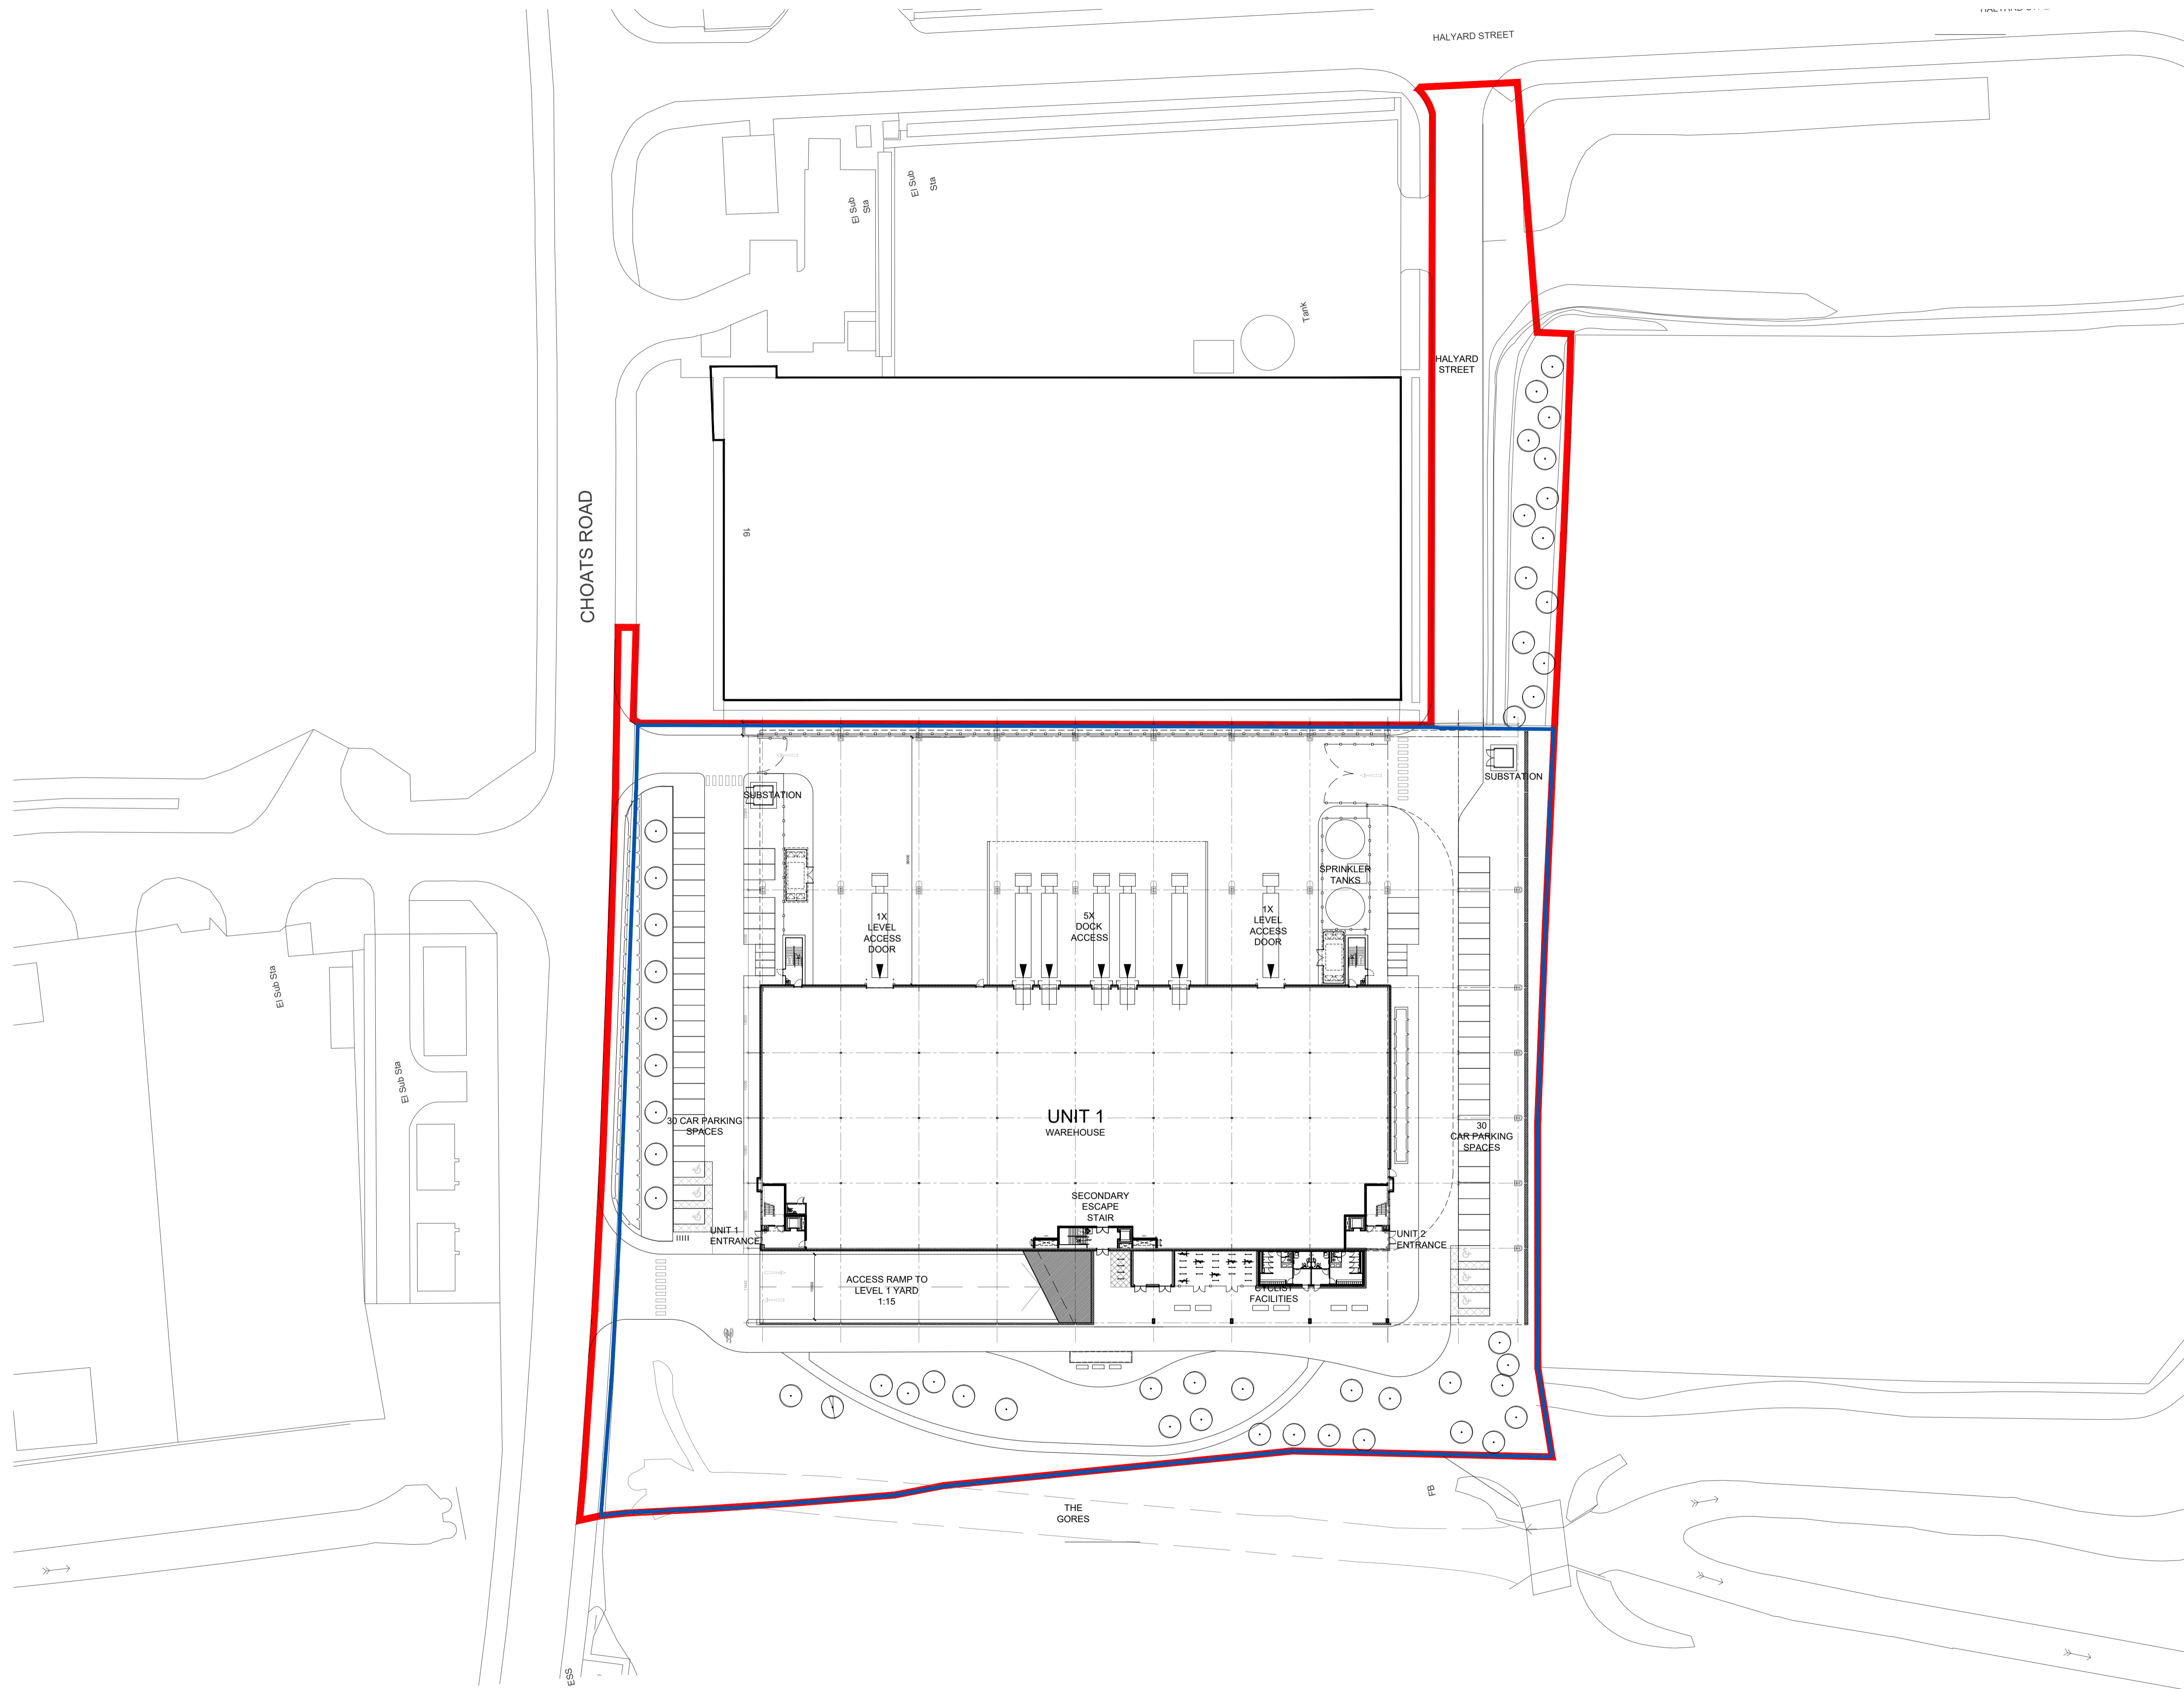 HALYARD STREET
El Sub
Sta
El Sub
Sta
Tank
HALYARD
STREET
CHOATS ROAD
16
SUBSTATION
SUBSTATION
SPRINKLER
TANKS
1X
LEVEL
ACCESS
DOOR
5X
DOCK
ACCESS
1X
LEVEL
ACCESS
DOOR
El Sub Sta
El Sub Sta
30 CAR PARKING
SPACES
UNIT 1
WAREHOUSE
30
CAR PARKING
SPACES
SECONDARY
ESCAPE
STAIR
UNIT 1
ENTRANCE
UNIT 2
ENTRANCE
ACCESS RAMP TO
LEVEL 1 YARD
1:15
CYCLIST
FACILITIES
THE
GORES
FB
ESS